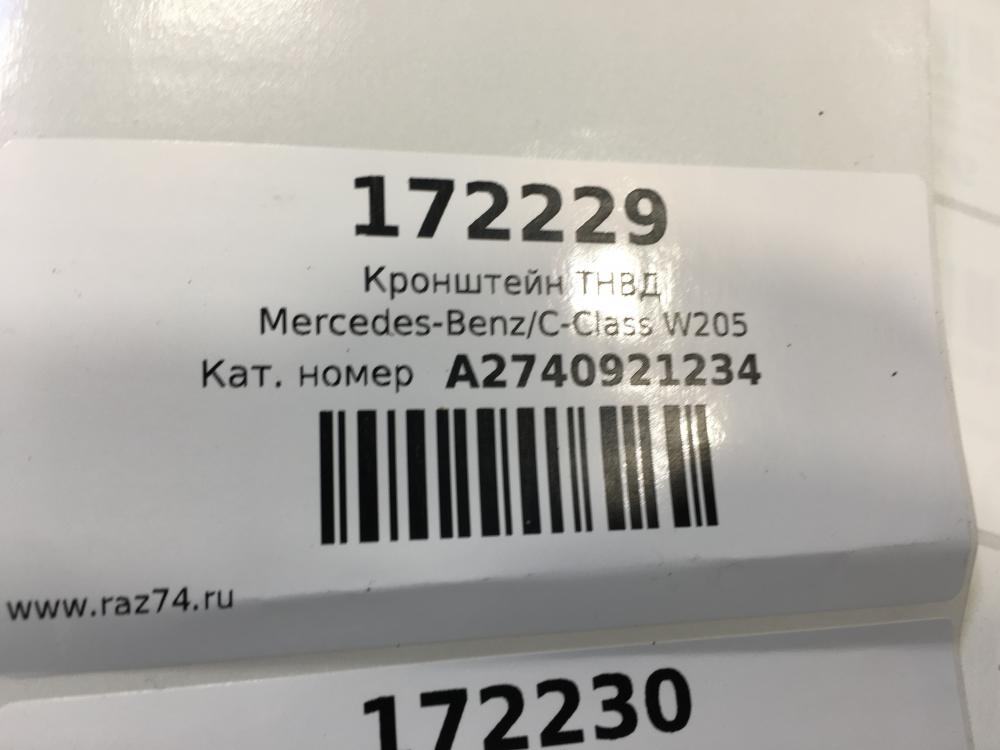 172229
Кронштейн ТНВД
Mercedes-Benz/C-Class W205
Кат. номер A2740921234
www.raz74.ru
172230